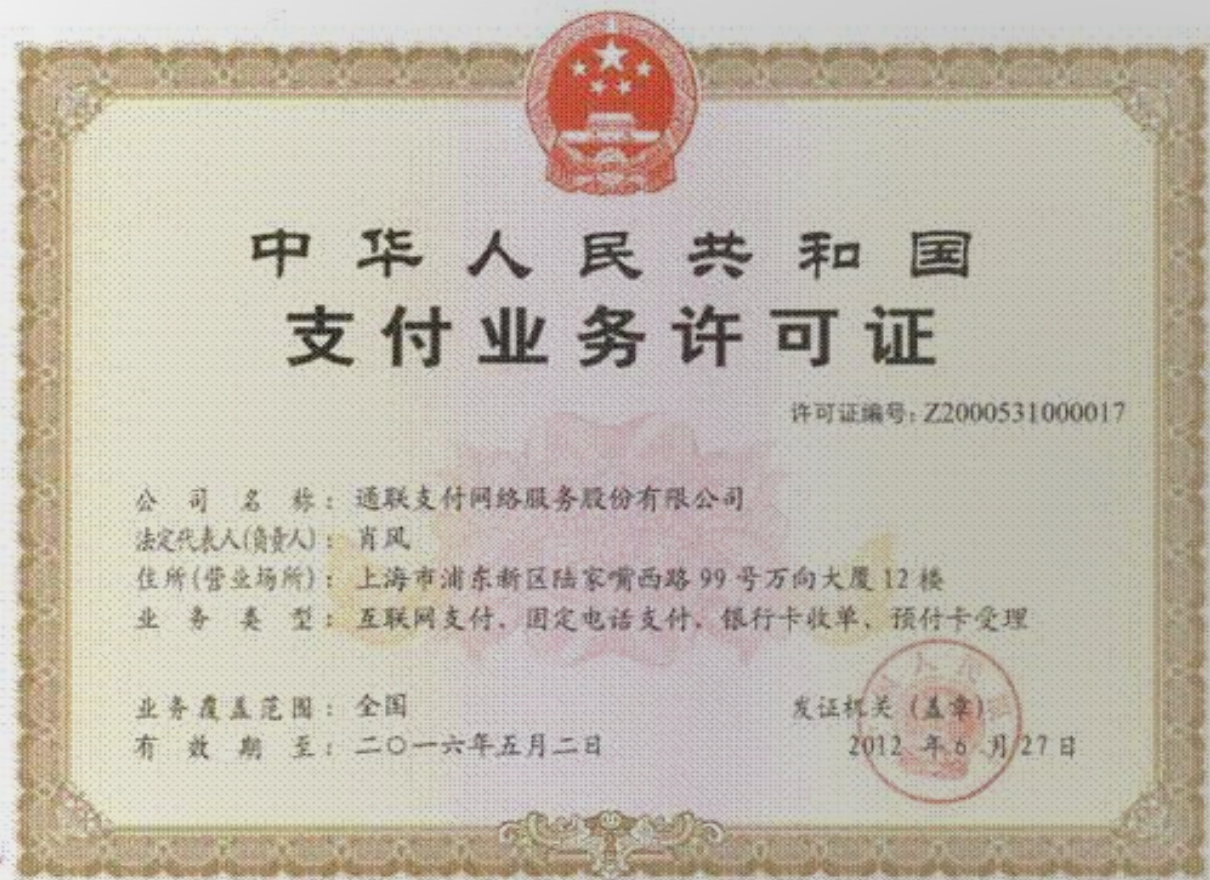 中华人民共和国
支付业务许可证
许可证编号：Z2000531000017
公司名称：通联支付网络服务股份有限公司
法定代表人(负责人)：肖风
住所(营业场所)：上海市浦东新区陆家嘴西路99号万向大厦12楼
业务类型：互联网支付、固定电话支付、银行卡收单、预付卡受理
业务覆盖范围：全国
发证机关（盖章）
有效期至：二〇一六年五月二日
2012年6月27日